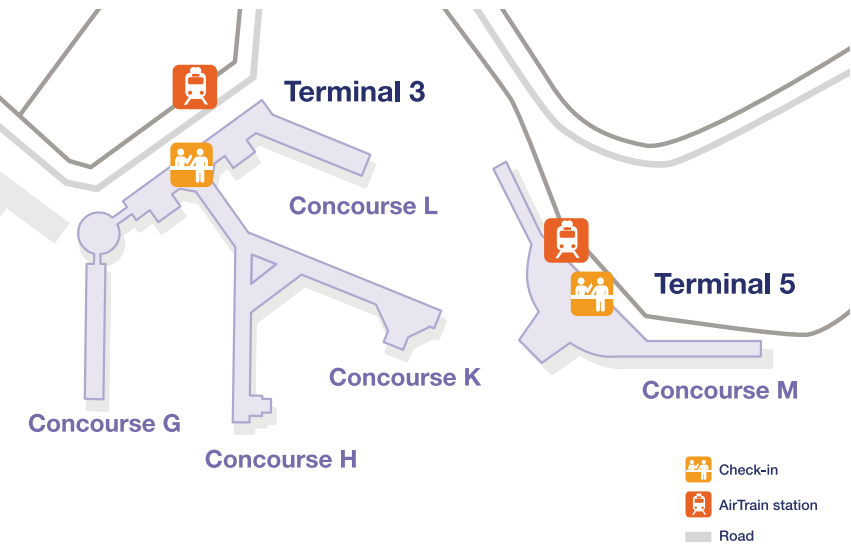 Terminal 3
Concourse L
Terminal 5
Concourse K
Concourse M
Concourse G
Concourse H
Check-in
AirTrain station
Road